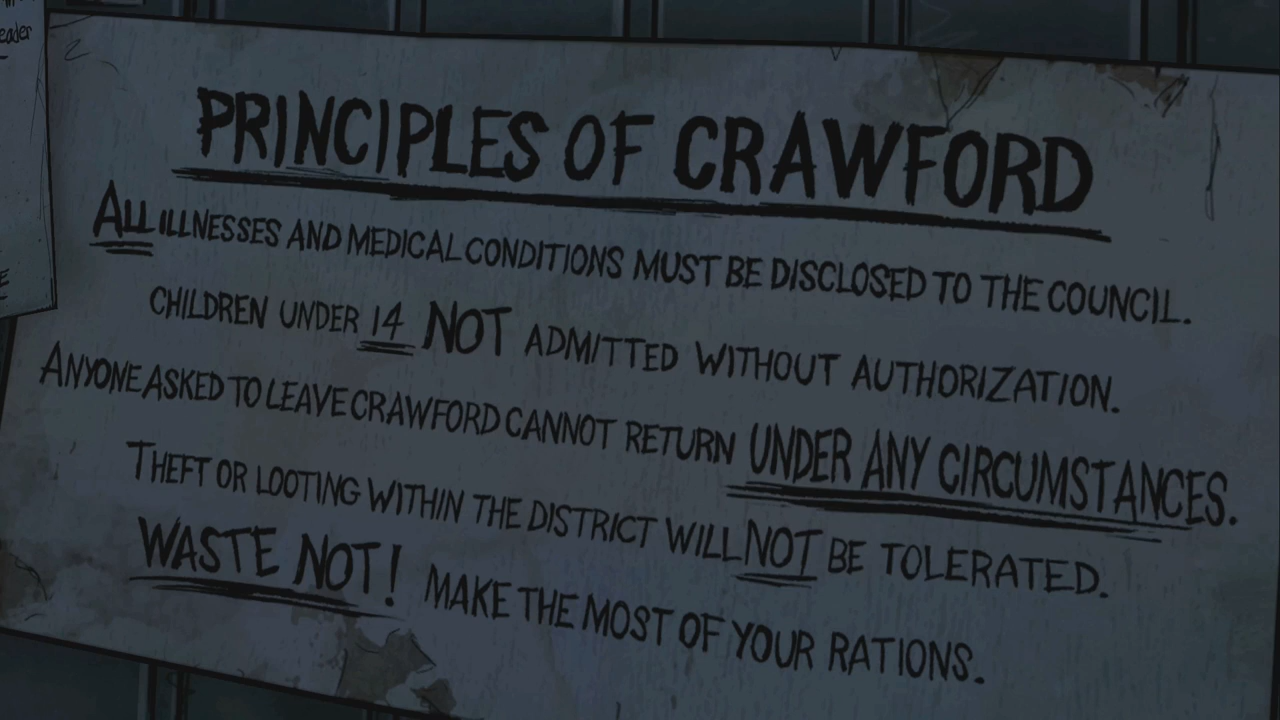 eader
E
PRINCIPLES OF CRAWFORD
ALL ILLNESSES AND MEDICAL CONDITIONS MUST BE DISCLOSED TO THE COUNCIL.
CHILDREN UNDER 14 NOT ADMITTED WITHOUT AUTHORIZATION.
ANYONE ASKED TO LEAVE CRAWFORD CANNOT RETURN UNDER ANY CIRCUMSTANCES.
THEFT OR LOOTING WITHIN THE DISTRICT WILL NOT BE TOLERATED.
WASTE NOT! MAKE THE MOST OF YOUR RATIONS.